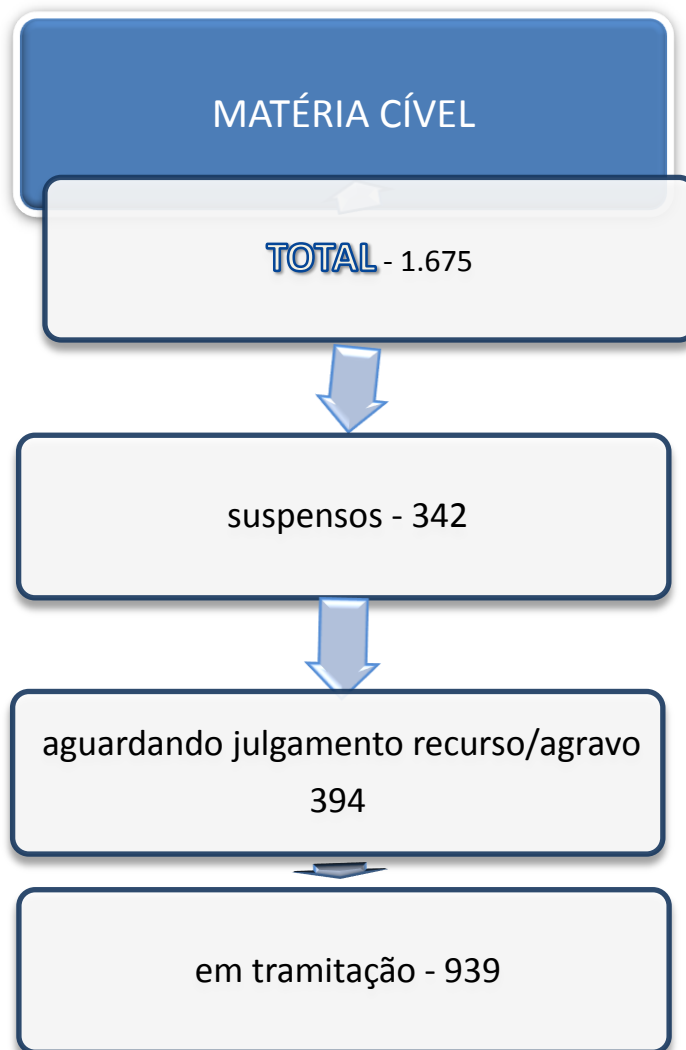 MATÉRIA CÍVEL
TOTAL - 1.675
suspensos - 342
aguardando julgamento recurso/agravo
394
em tramitação - 939